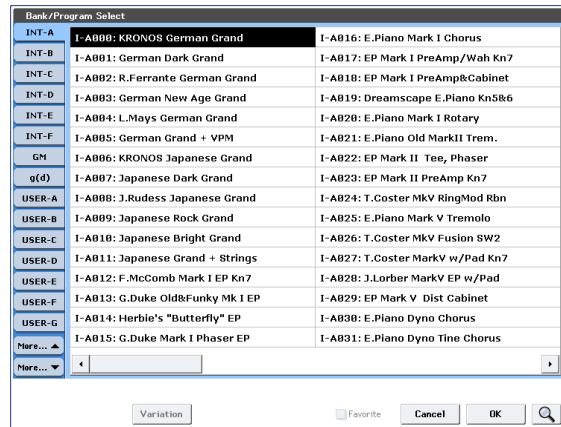 Bank/Program Select
INT-A
INT-B
INT-C
INT-D
INT-E
INT-F
GM
g(d)
USER-A
USER-B
USER-C
USER-D
USER-E
USER-F
USER-G
More...
More...
I-A000: KRONOS German Grand
I-A001: German Dark Grand
I-A002: R.Ferrante German Grand
I-A003: German New Age Grand
I-A004: L.Mays German Grand
I-A005: German Grand + VPM
I-A006: KRONOS Japanese Grand
I-A007: Japanese Dark Grand
I-A008: J.Rudess Japanese Grand
I-A009: Japanese Rock Grand
I-A010: Japanese Bright Grand
I-A011: Japanese Grand + Strings
I-A012: F.McComb Mark I EP Kn7
I-A013: G.Duke Old&Funky Mk I EP
I-A014: Herbie's "Butterfly" EP
I-A015: G.Duke Mark I Phaser EP
I-A016: E.Piano Mark I Chorus
I-A017: EP Mark I PreAmp/Wah Kn7
I-A018: EP Mark I PreAmp&Cabinet
I-A019: Dreamscape E.Piano Kn5&6
I-A020: E.Piano Mark I Rotary
I-A021: E.Piano Old MarkII Trem.
I-A022: EP Mark II  Tee, Phaser
I-A023: EP Mark II PreAmp Kn7
I-A024: T.Coster MkV RingMod Rbn
I-A025: E.Piano Mark V Tremolo
I-A026: T.Coster MkV Fusion SW2
I-A027: T.Coster MarkV w/Pad Kn7
I-A028: J.Lorber MarkV EP w/Pad
I-A029: EP Mark V  Dist Cabinet
I-A030: E.Piano Dyno Chorus
I-A031: E.Piano Dyno Tine Chorus
Variation
Favorite
Cancel
OK